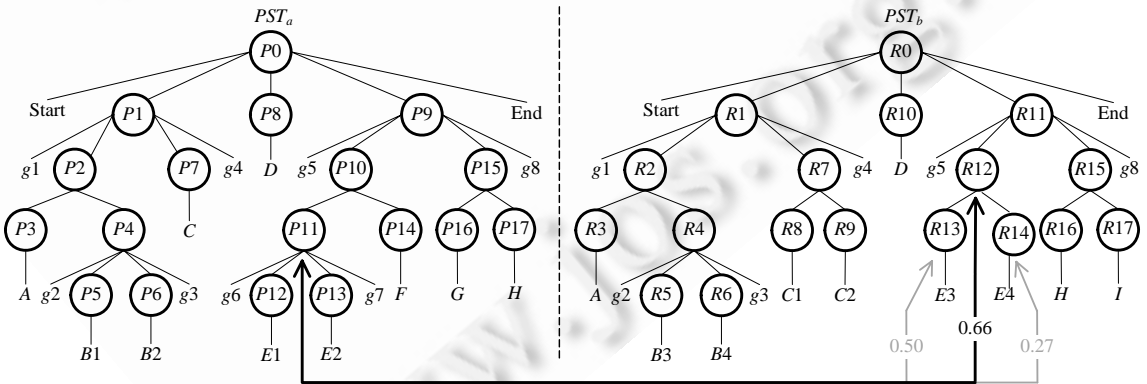 PSTa PSTb
P0 R0
Start P1 P8 P9 End Start R1 R10 R11 End
g1 P2 P7 g4 D g5 P10 P15 g8 g1 R2 R7 g4 D g5 R12 R15 g8
P3 P4 C P11 P14 P16 P17 R3 R4 R8 R9 R13 R14 R16 R17
A g2 P5 P6 g3 g6 P12 P13 g7 F G H A g2 R5 R6 g3 C1 C2 E3 E4 H I
0.66
B1 B2 E1 E2 B3 B4 0.50 0.27
www.jos.org